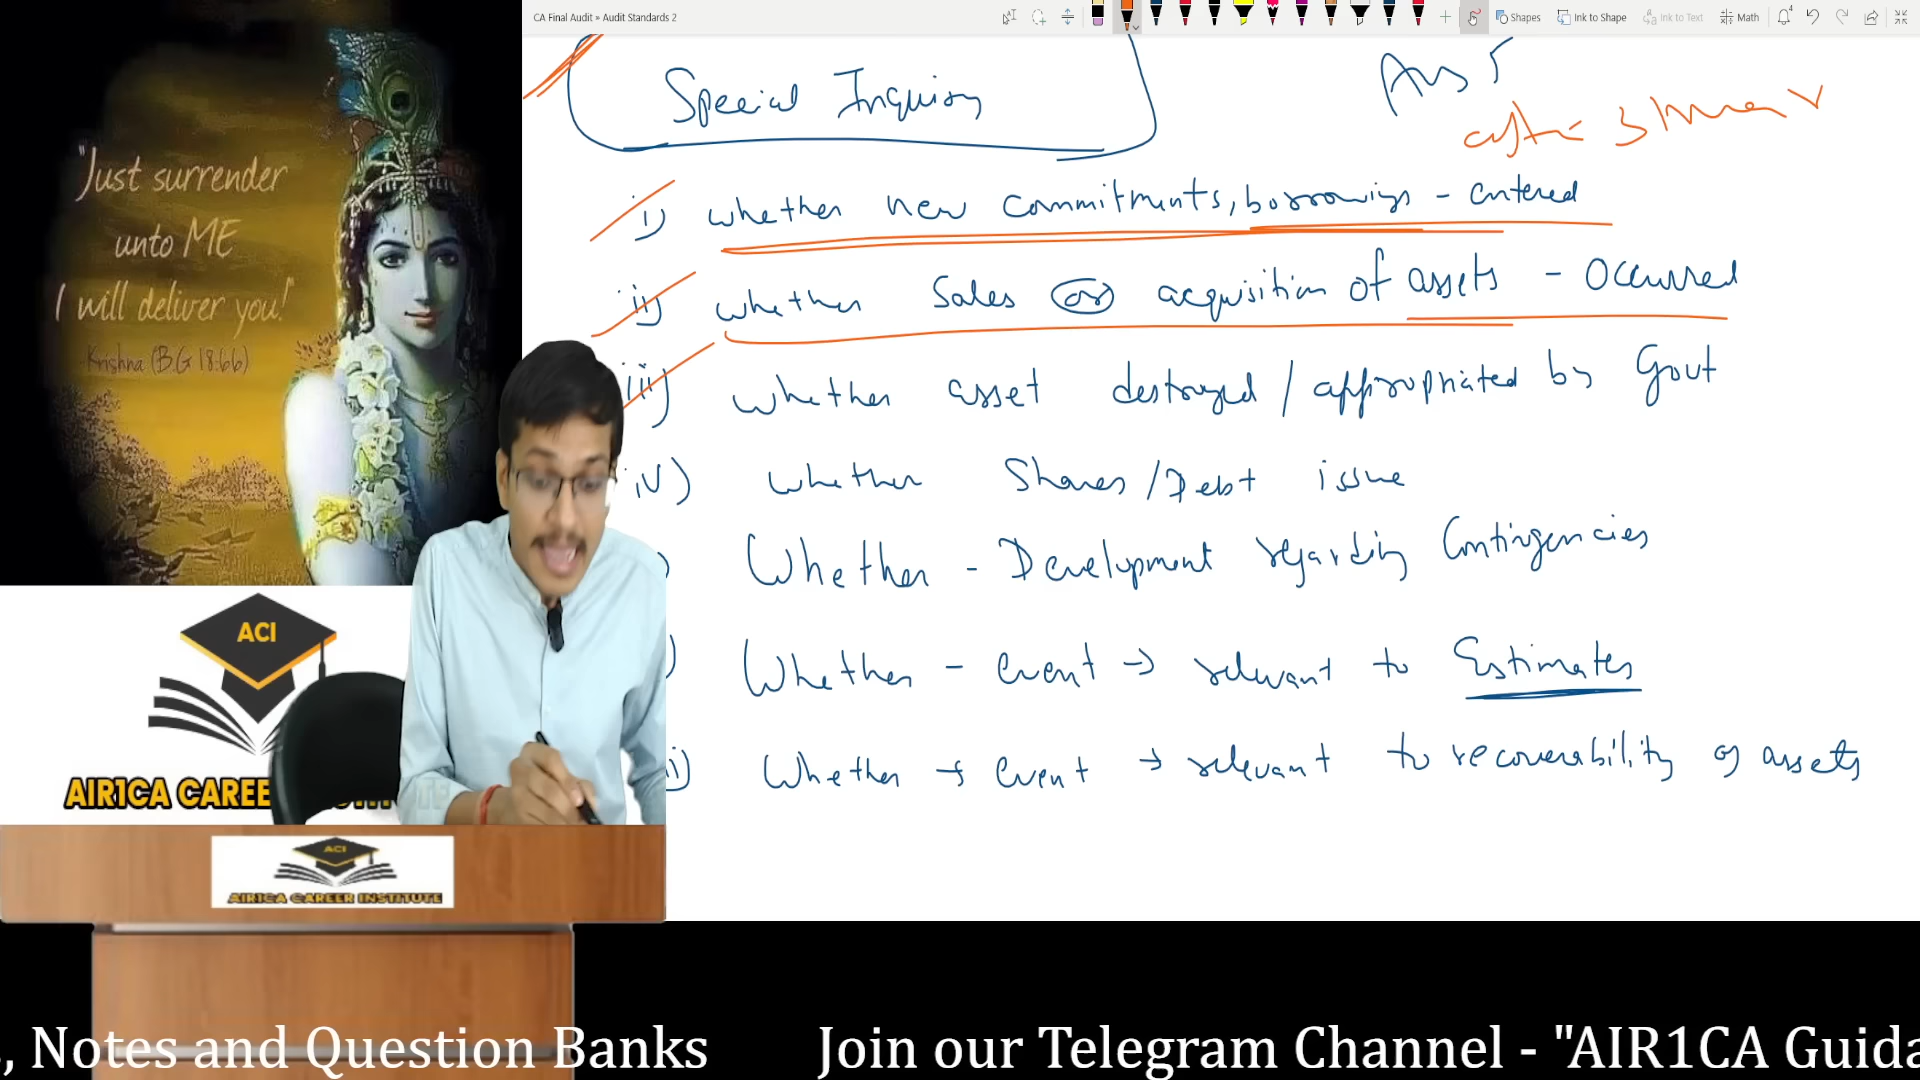 CA Final Audit » Audit Standards 2
Shapes
Ink to Shape
Ink to Text
Math
Special Inquiry
Ans 5
after
i) whether new commitments, borrowings - entered
ii) whether Sales or acquisition of assets - Occurred
iii) whether asset destroyed / appropriated by Govt
iv) whether Shares/Debt issue
) Whether - Development regarding Contingencies
) Whether - event → relevant to Estimates
ii) Whether → event → relevant to recoverability of assets
"Just surrender
unto ME
I will deliver you!"
- Krishna (B.G 18:66)
ACI
AIR1CA CAREE
ACI
AIR1CA CAREER INSTITUTE
, Notes and Question Banks Join our Telegram Channel - "AIR1CA Guida